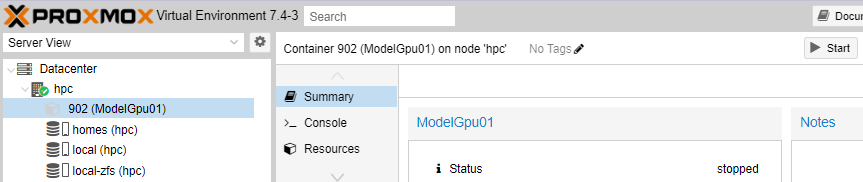 PROXMOX Virtual Environment 7.4-3 Search Docu
Server View Container 902 (ModelGpu01) on node 'hpc' No Tags Start
Datacenter
hpc Summary
902 (ModelGpu01) >_ Console ModelGpu01 Notes
homes (hpc)
local (hpc) Resources
local-zfs (hpc) Status stopped